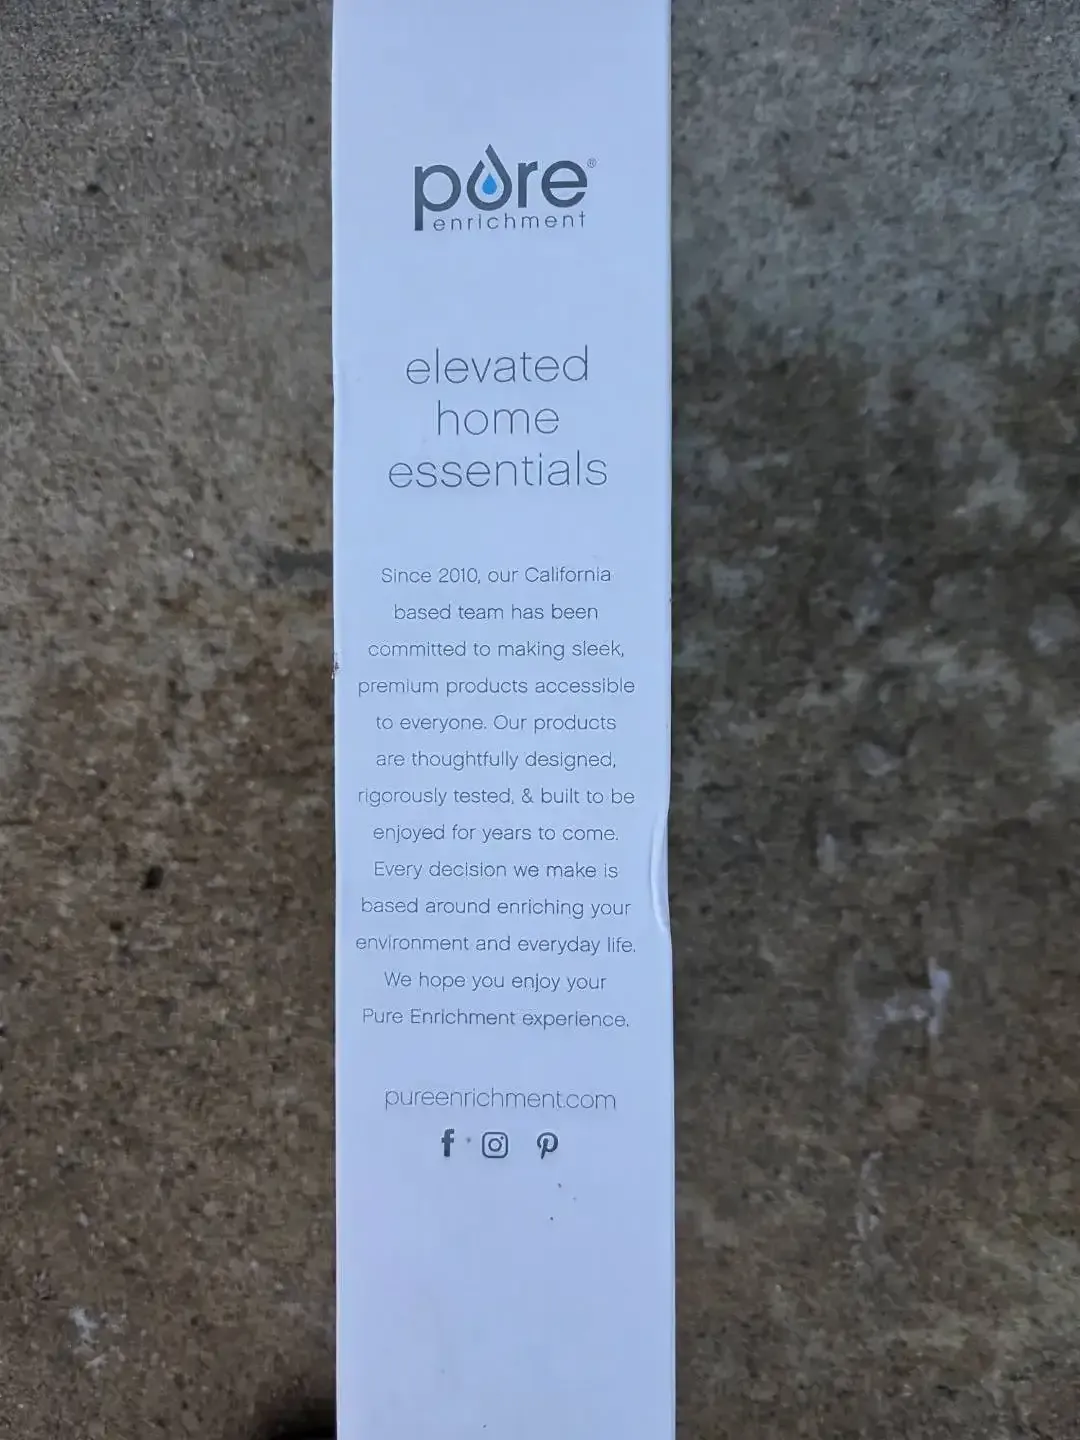 pure®
enrichment
elevated
home
essentials
Since 2010, our California
based team has been
committed to making sleek,
premium products accessible
to everyone. Our products
are thoughtfully designed,
rigorously tested, & built to be
enjoyed for years to come.
Every decision we make is
based around enriching your
environment and everyday life.
We hope you enjoy your
Pure Enrichment experience.
pureenrichment.com